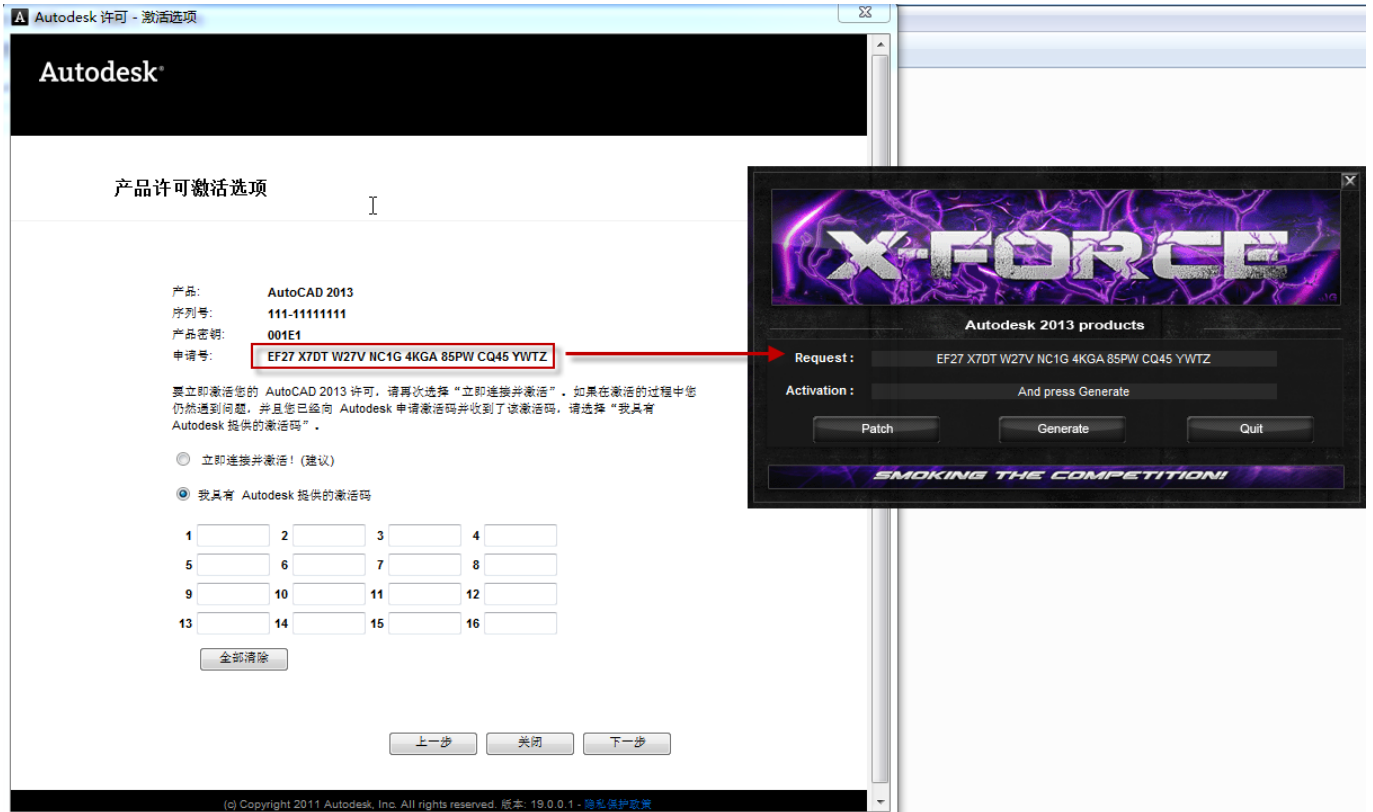 Autodesk 许可 - 激活选项
Autodesk
产品许可激活选项
产品: AutoCAD 2013
序列号: 111-11111111
产品密钥: 001E1
申请号: EF27 X7DT W27V NC1G 4KGA 85PW CQ45 YWTZ
要立即激活您的 AutoCAD 2013 许可，请再次选择“立即连接并激活”。如果在激活的过程中您
仍然遇到问题，并且您已经向 Autodesk 申请激活码并收到了该激活码，请选择“我具有
Autodesk 提供的激活码”。
立即连接并激活! (建议)
我具有 Autodesk 提供的激活码
1 2 3 4
5 6 7 8
9 10 11 12
13 14 15 16
全部清除
上一步 关闭 下一步
(c) Copyright 2011 Autodesk, Inc. All rights reserved. 版本: 19.0.0.1 - 隐私保护政策
X-FORCE
JG
Autodesk 2013 products
Request : EF27 X7DT W27V NC1G 4KGA 85PW CQ45 YWTZ
Activation : And press Generate
Patch Generate Quit
SMOKING THE COMPETITION!